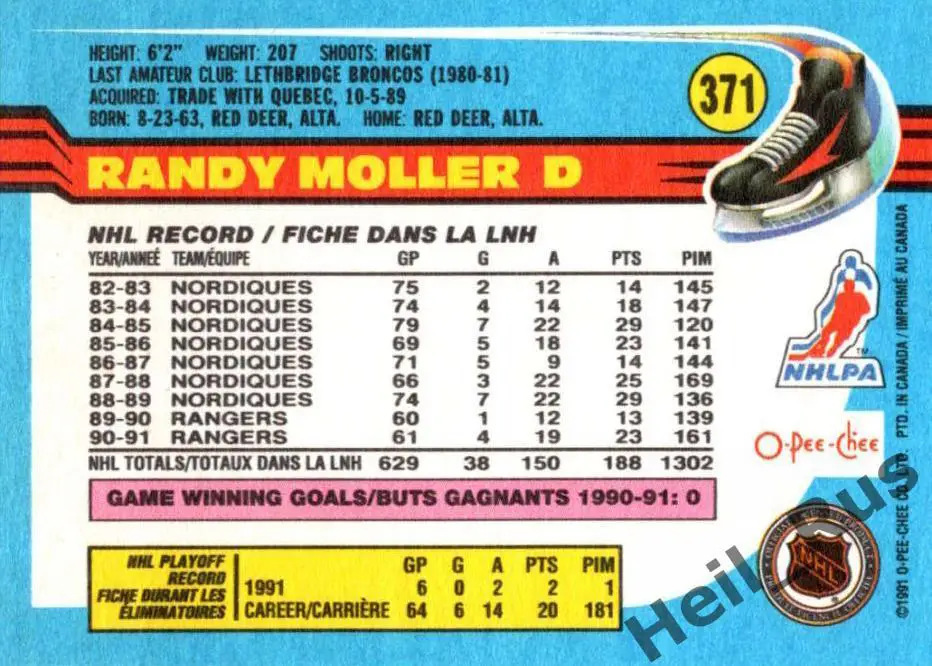 HEIGHT: 6'2" WEIGHT: 207 SHOOTS: RIGHT
LAST AMATEUR CLUB: LETHBRIDGE BRONCOS (1980-81)
ACQUIRED: TRADE WITH QUEBEC, 10-5-89
BORN: 8-23-63, RED DEER, ALTA. HOME: RED DEER, ALTA.
371
RANDY MOLLER D
NHL RECORD / FICHE DANS LA LNH
YEAR/ANNEÉ TEAM/ÉQUIPE GP G A PTS PIM
82-83 NORDIQUES 75 2 12 14 145
83-84 NORDIQUES 74 4 14 18 147
84-85 NORDIQUES 79 7 22 29 120
85-86 NORDIQUES 69 5 18 23 141
86-87 NORDIQUES 71 5 9 14 144
87-88 NORDIQUES 66 3 22 25 169
88-89 NORDIQUES 74 7 22 29 136
89-90 RANGERS 60 1 12 13 139
90-91 RANGERS 61 4 19 23 161
NHL TOTALS/TOTAUX DANS LA LNH 629 38 150 188 1302
GAME WINNING GOALS/BUTS GAGNANTS 1990-91: 0
NHL PLAYOFF
RECORD
FICHE DURANT LES
ÉLIMINATOIRES
GP G A PTS PIM
1991 6 0 2 2 1
CAREER/CARRIÈRE 64 6 14 20 181
TM
NHLPA
O-Pee-Chee
NHL
©1991 O-PEE-CHEE CO. LTD. PTD. IN CANADA / IMPRIMÉ AU CANADA
Heil_Sus